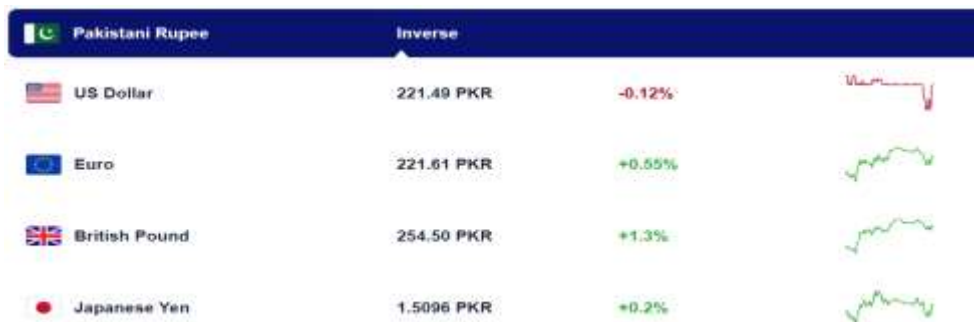 Pakistani Rupee Inverse
US Dollar 221.49 PKR -0.12%
Euro 221.61 PKR +0.55%
British Pound 254.50 PKR +1.3%
Japanese Yen 1.5096 PKR +0.2%